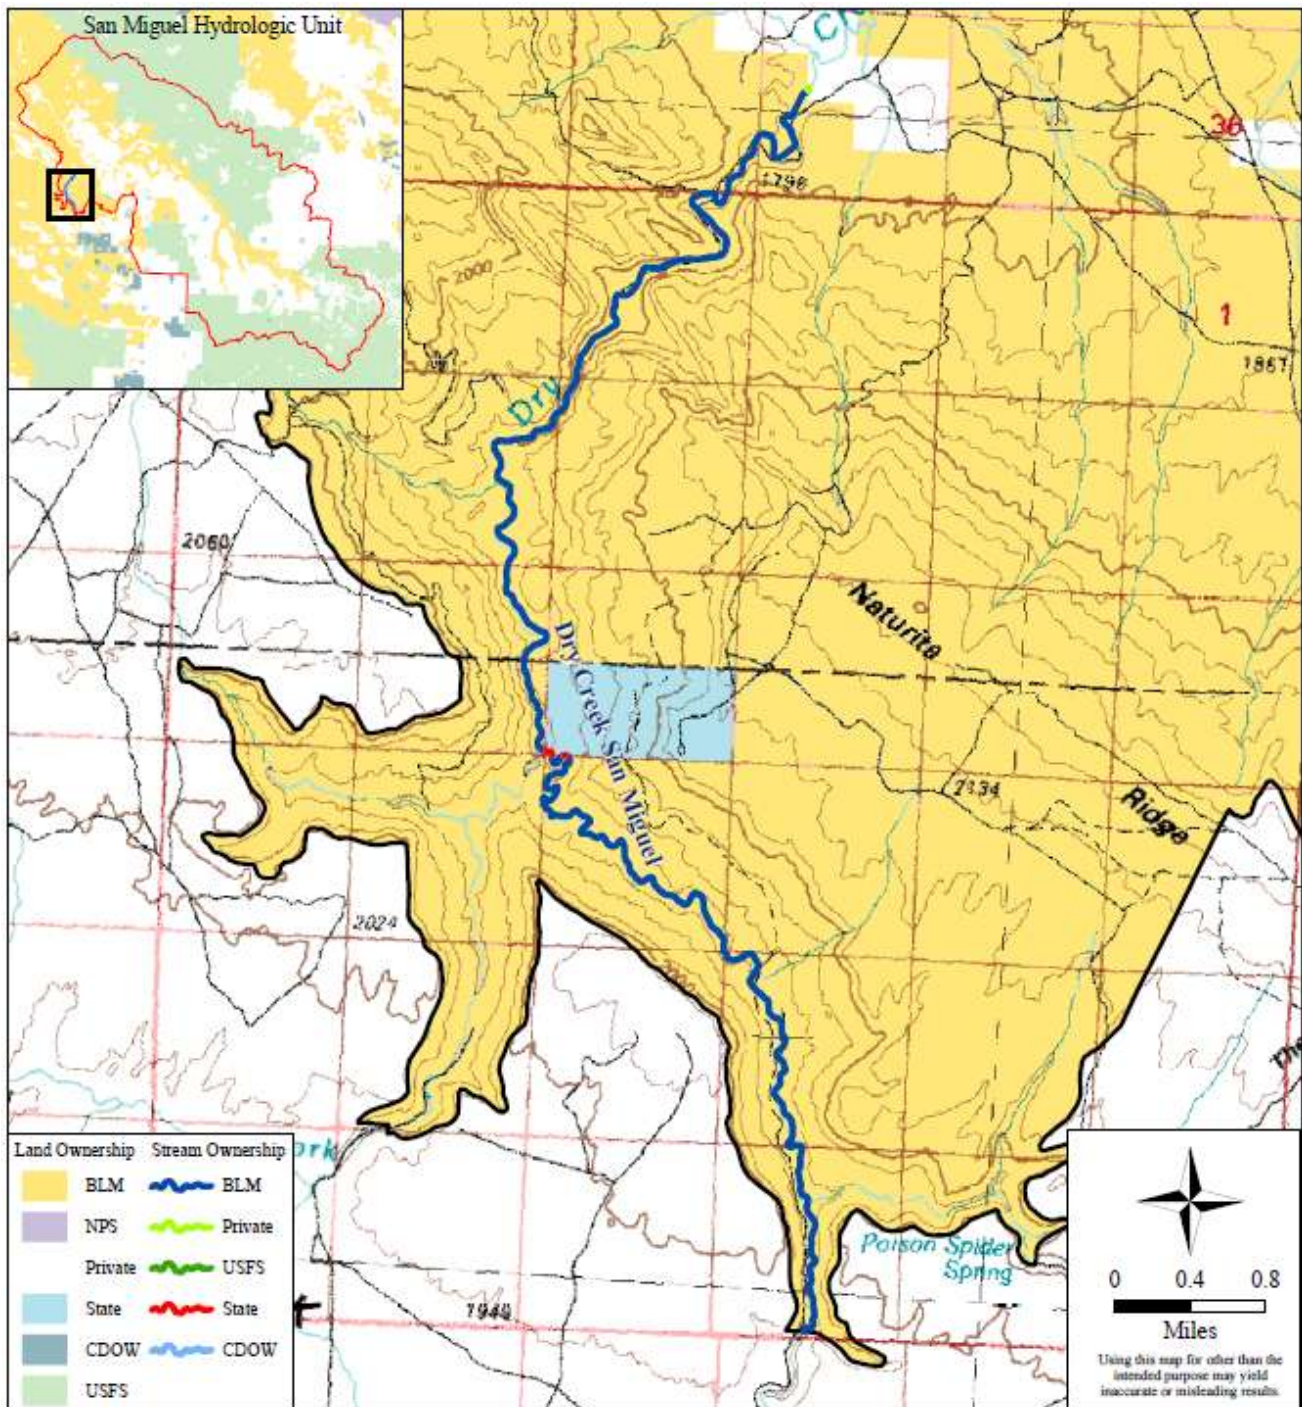 San Miguel Hydrologic Unit
36
1798
2000
1
1867
Dry
2060
Naturita
Ridge
Dry Creek San Miguel
7134
2024
Poison Spider
Spring
1949
Land Ownership Stream Ownership
BLM BLM
NPS Private
Private USFS
State State
CDOW CDOW
USFS
0 0.4 0.8
Miles
Using this map for other than the
intended purpose may yield
inaccurate or misleading results.